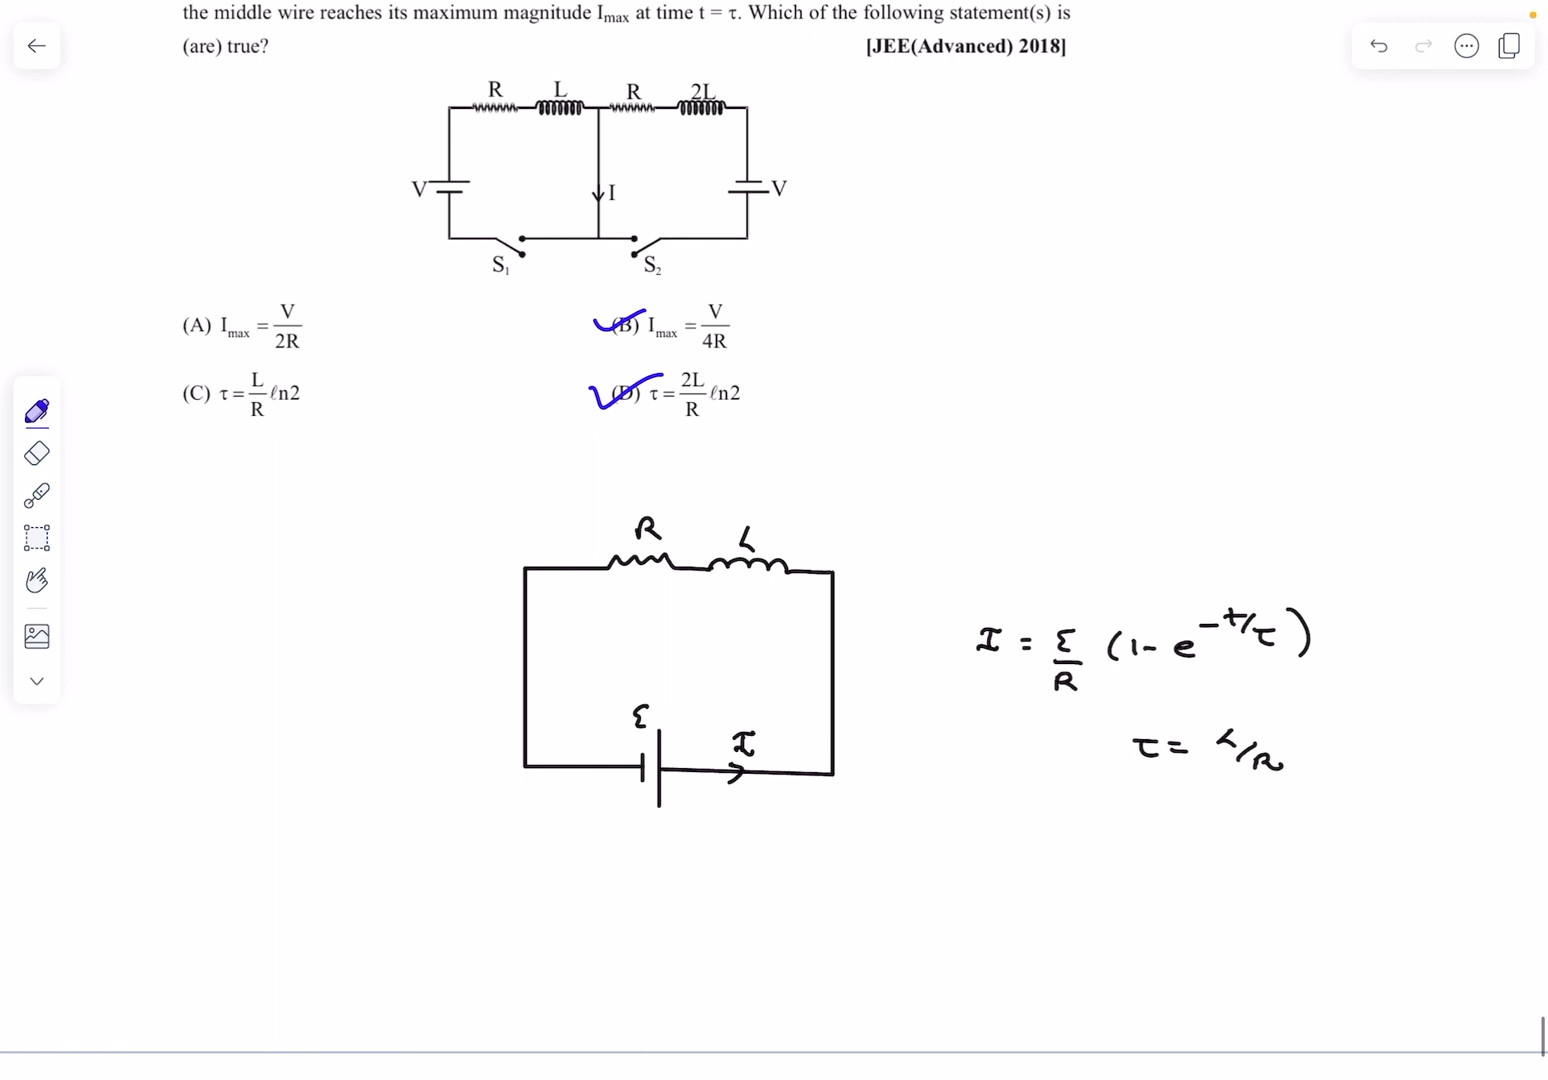 the middle wire reaches its maximum magnitude Imax at time t = τ. Which of the following statement(s) is
(are) true? [JEE(Advanced) 2018]
R L R 2L
V I V
S1 S2
(A) Imax = V/2R (B) Imax = V/4R
(C) τ = L/R ℓn2 (D) τ = 2L/R ℓn2
R L
I = ε/R (1- e^-t/τ)
ε
I
τ = L/R